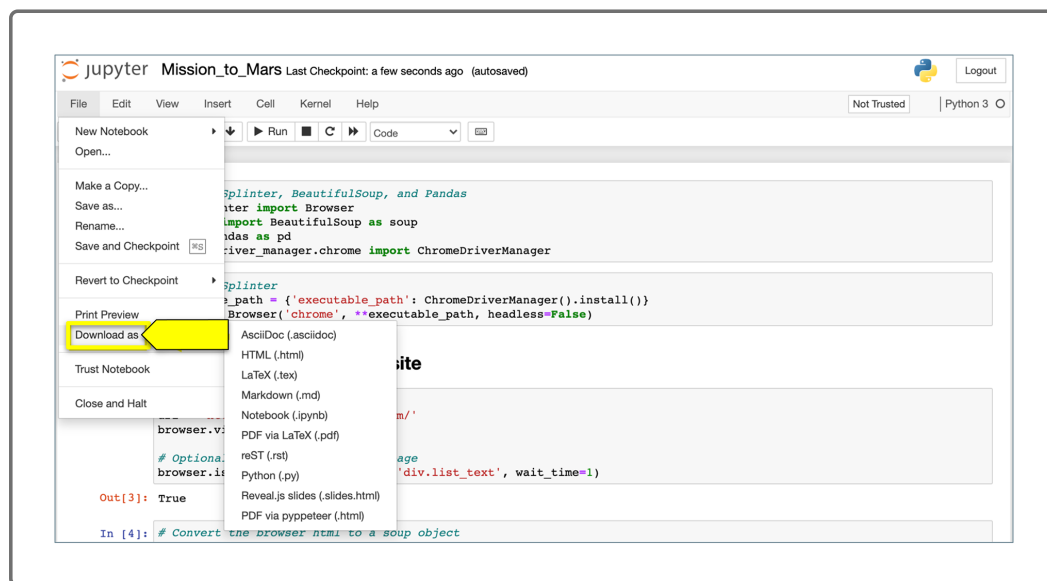 jupyter Mission_to_Mars Last Checkpoint: a few seconds ago (autosaved)
Logout
File Edit View Insert Cell Kernel Help
Not Trusted
Python 3
New Notebook
Open...
Make a Copy...
Save as...
Rename...
Save and Checkpoint ⌘S
Revert to Checkpoint
Print Preview
Download as
Trust Notebook
Close and Halt
Run
Code
Splinter, BeautifulSoup, and Pandas
nter import Browser
import BeautifulSoup as soup
ndas as pd
river_manager.chrome import ChromeDriverManager
Splinter
e_path = {'executable_path': ChromeDriverManager().install()}
Browser('chrome', **executable_path, headless=False)
AsciiDoc (.asciidoc)
HTML (.html)
LaTeX (.tex)
Markdown (.md)
Notebook (.ipynb)
PDF via LaTeX (.pdf)
reST (.rst)
Python (.py)
Reveal.js slides (.slides.html)
PDF via pyppeteer (.html)
site
m/'
browser.vi
# Optiona age
browser.is 'div.list_text', wait_time=1)
Out[3]: True
In [4]: # Convert the browser html to a soup object